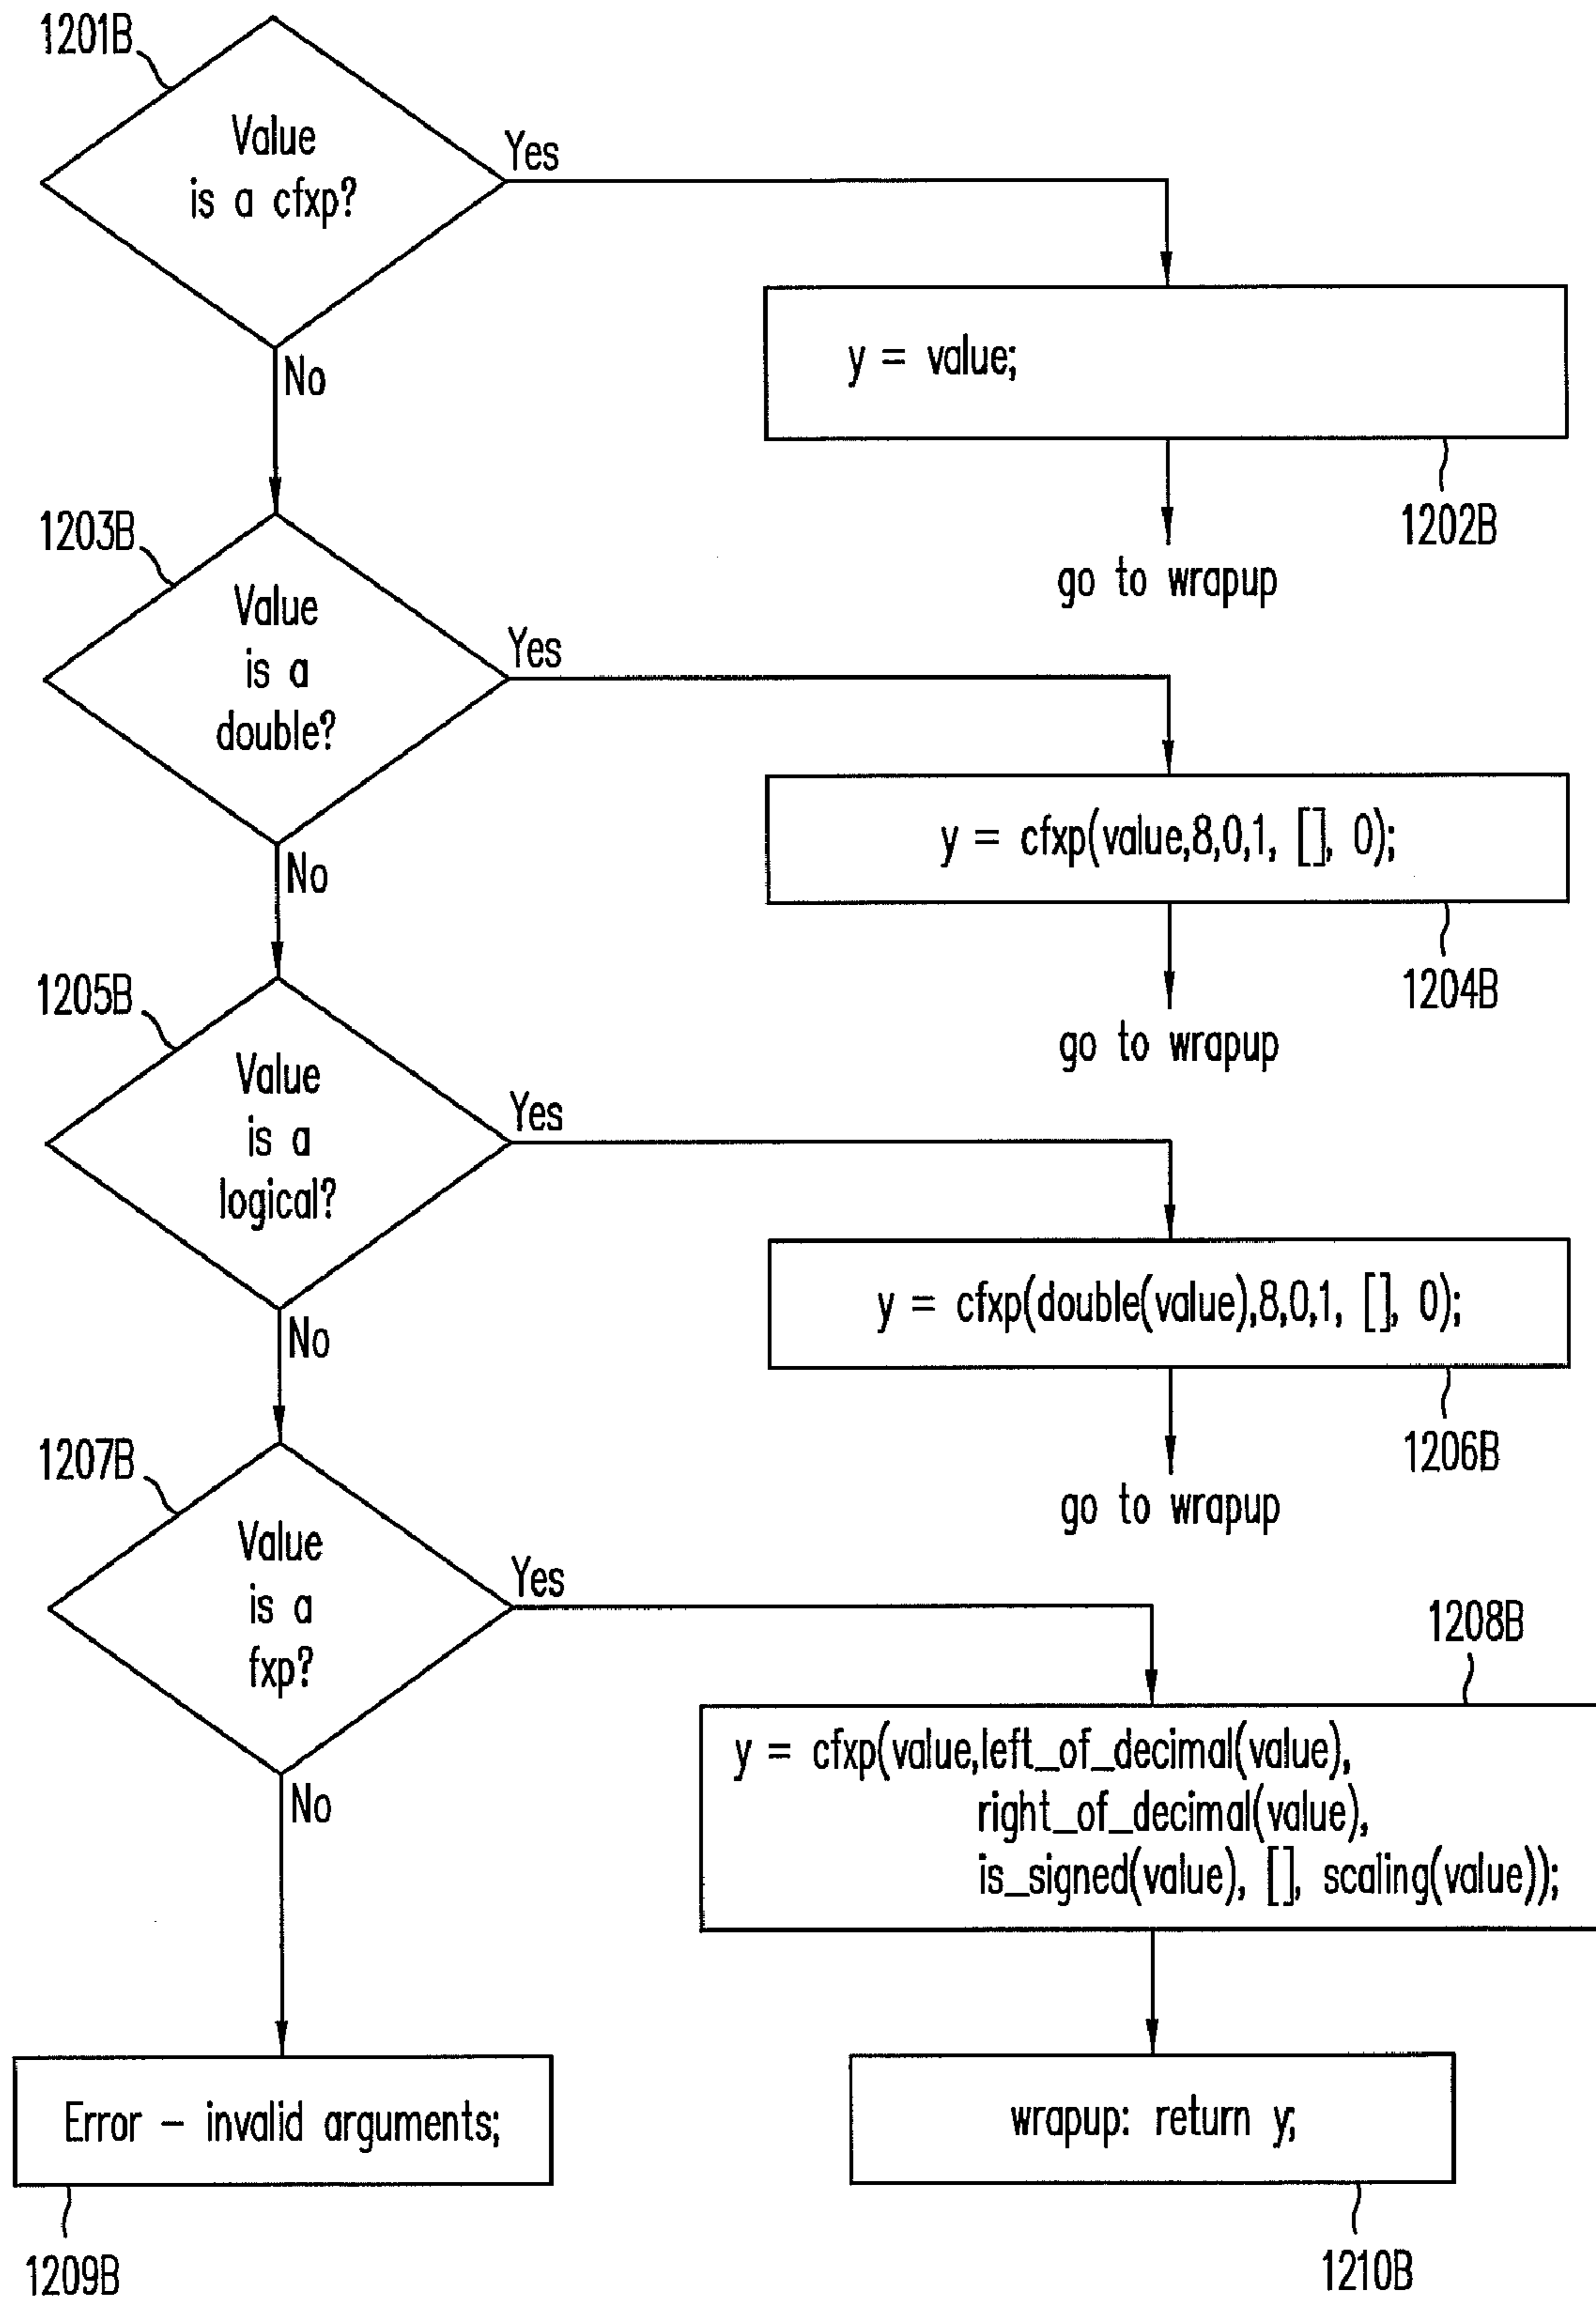 1201B
Value
is a cfxp?
Yes
No
y = value;
1202B
go to wrapup
1203B
Value
is a
double?
Yes
No
y = cfxp(value,8,0,1, [], 0);
1204B
go to wrapup
1205B
Value
is a
logical?
Yes
No
y = cfxp(double(value),8,0,1, [], 0);
1206B
go to wrapup
1207B
Value
is a
fxp?
Yes
No
1208B
y = cfxp(value,left_of_decimal(value),
right_of_decimal(value),
is_signed(value), [], scaling(value));
Error – invalid arguments;
1209B
wrapup: return y;
1210B